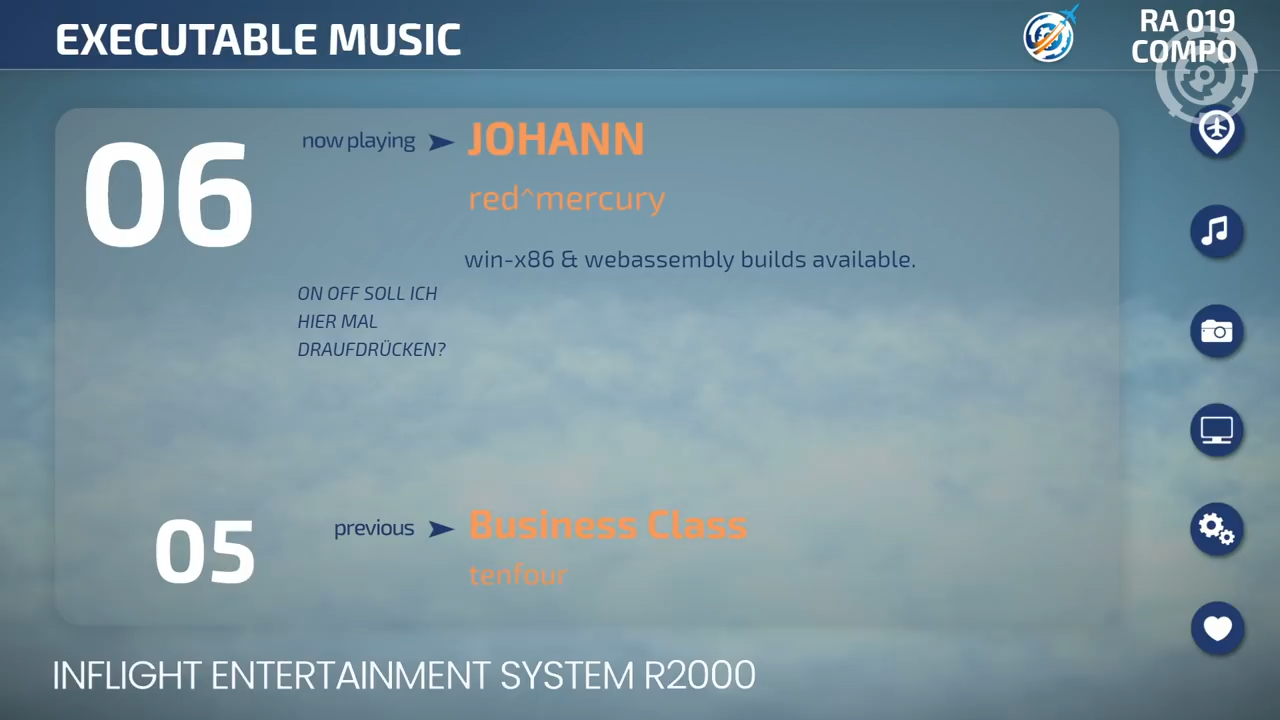 EXECUTABLE MUSIC
RA 019
COMPO
06
now playing
JOHANN
red^mercury
win-x86 & webassembly builds available.
ON OFF SOLL ICH
HIER MAL
DRAUFDRÜCKEN?
05
previous
Business Class
tenfour
INFLIGHT ENTERTAINMENT SYSTEM R2000